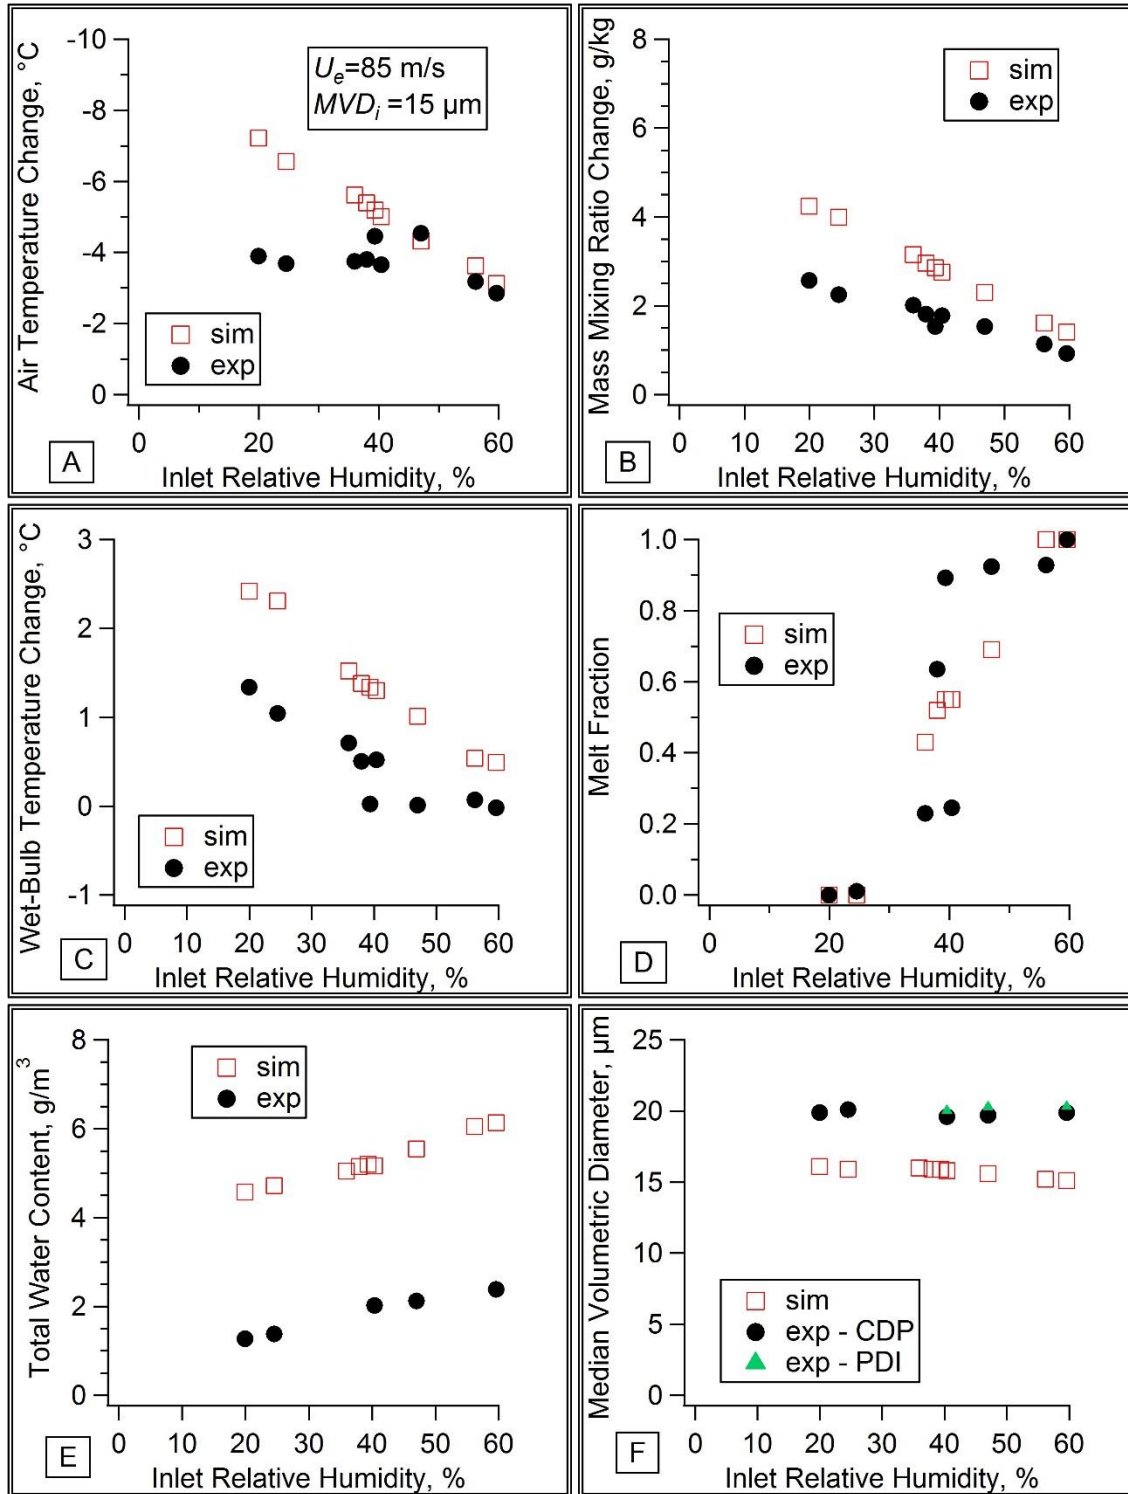 Air Temperature Change, °C
-10
-8
-6
-4
-2
0
U_e=85 m/s
MVD_i =15 µm
sim
exp
0 20 40 60
A
Inlet Relative Humidity, %
Mass Mixing Ratio Change, g/kg
8
6
4
2
0
sim
exp
0 10 20 30 40 50 60
B
Inlet Relative Humidity, %
Wet-Bulb Temperature Change, °C
3
2
1
0
-1
sim
exp
0 10 20 30 40 50 60
C
Inlet Relative Humidity, %
Melt Fraction
1.0
0.8
0.6
0.4
0.2
0.0
sim
exp
0 20 40 60
D
Inlet Relative Humidity, %
Total Water Content, g/m³
8
6
4
2
0
sim
exp
0 10 20 30 40 50 60
E
Inlet Relative Humidity, %
Median Volumetric Diameter, µm
25
20
15
10
5
0
sim
exp - CDP
exp - PDI
0 10 20 30 40 50 60
F
Inlet Relative Humidity, %